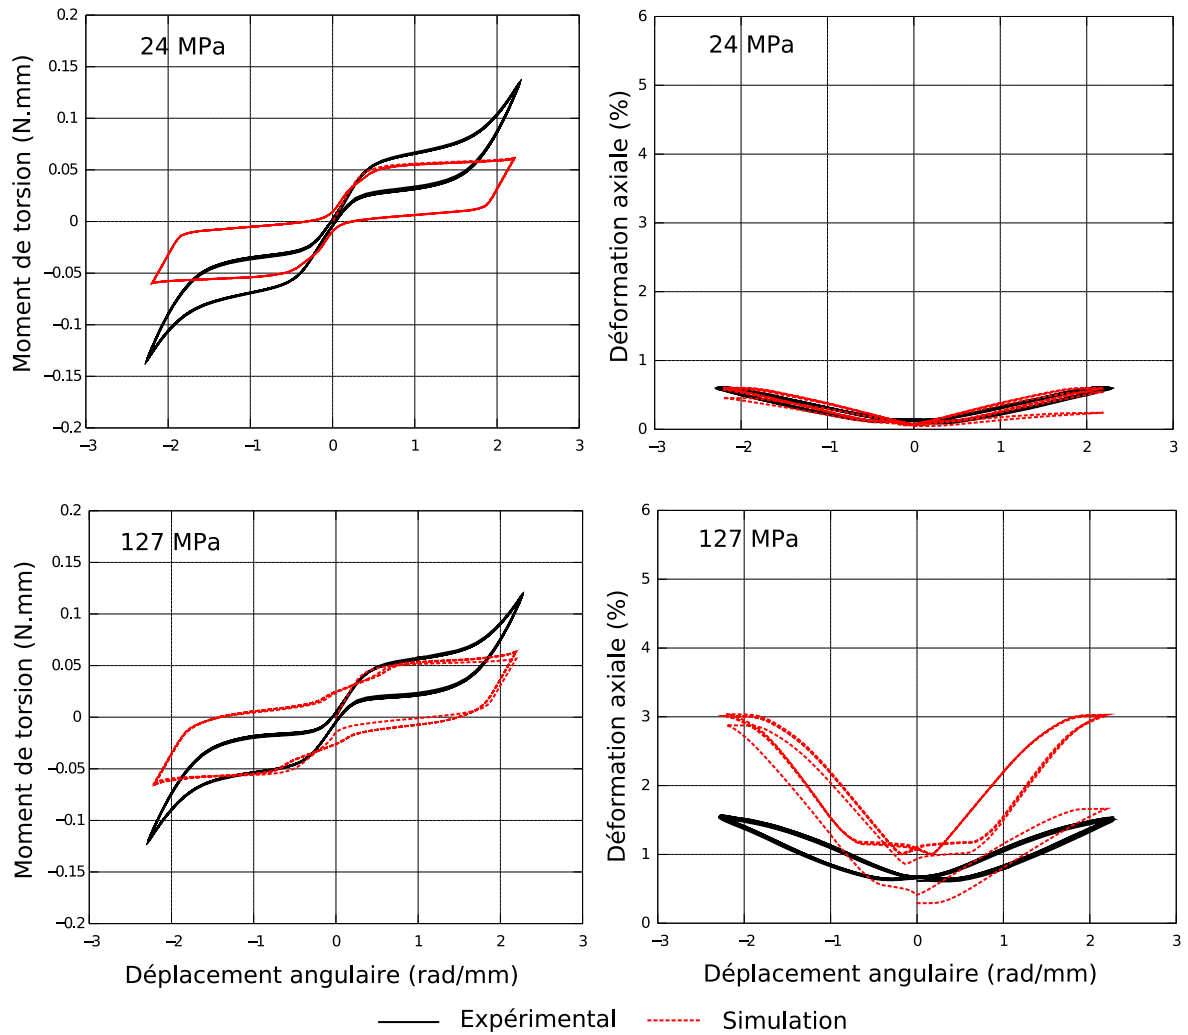 24 MPa
Moment de torsion (N.mm)
0.2
0.15
0.1
0.05
0
−0.05
−0.1
−0.15
−0.2
−3 −2 −1 0 1 2 3
24 MPa
Déformation axiale (%)
6
5
4
3
2
1
0
−3 −2 −1 0 1 2 3
127 MPa
Moment de torsion (N.mm)
0.2
0.15
0.1
0.05
0
−0.05
−0.1
−0.15
−0.2
−3 −2 −1 0 1 2 3
Déplacement angulaire (rad/mm)
127 MPa
Déformation axiale (%)
6
5
4
3
2
1
0
−3 −2 −1 0 1 2 3
Déplacement angulaire (rad/mm)
Expérimental Simulation